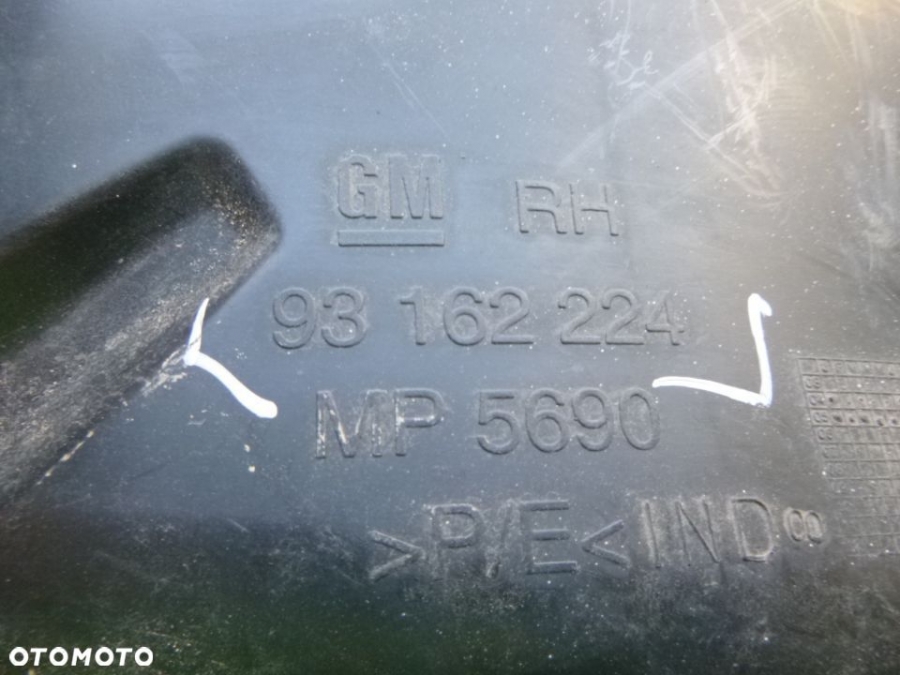 GM RH
93 162 224
MP 5690
>P/E<IND
OTOMOTO